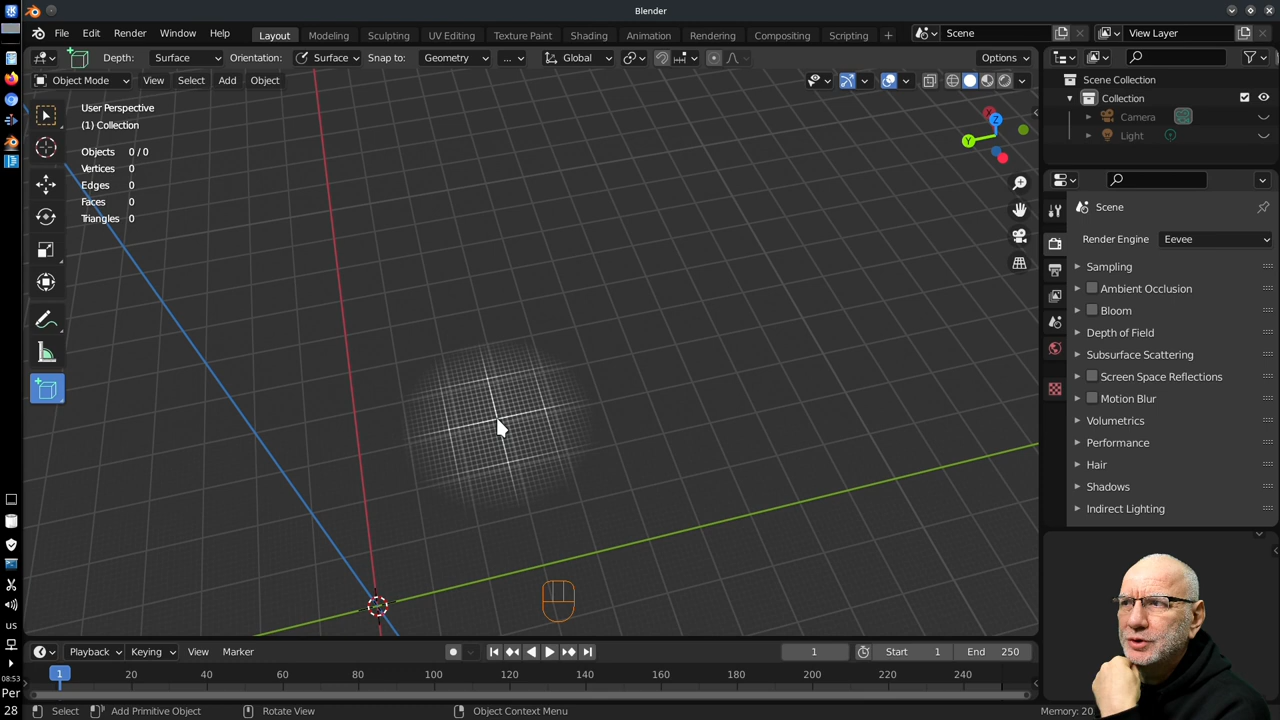 Blender
File Edit Render Window Help
Layout Modeling Sculpting UV Editing Texture Paint Shading Animation Rendering Compositing Scripting +
Scene
View Layer
Depth: Surface Orientation: Surface Snap to: Geometry ... Global
Options
Object Mode View Select Add Object
User Perspective
(1) Collection
Objects 0 / 0
Vertices 0
Edges 0
Faces 0
Triangles 0
X
Y
Z
Scene Collection
Collection
Camera
Light
Scene
Render Engine Eevee
Sampling
Ambient Occlusion
Bloom
Depth of Field
Subsurface Scattering
Screen Space Reflections
Motion Blur
Volumetrics
Performance
Hair
Shadows
Indirect Lighting
Playback Keying View Marker
1
Start 1 End 250
1 20 40 60 80 100 120 140 160 180 200 220 240
us
08:53
Per
28
Select Add Primitive Object Rotate View Object Context Menu
Memory: 20